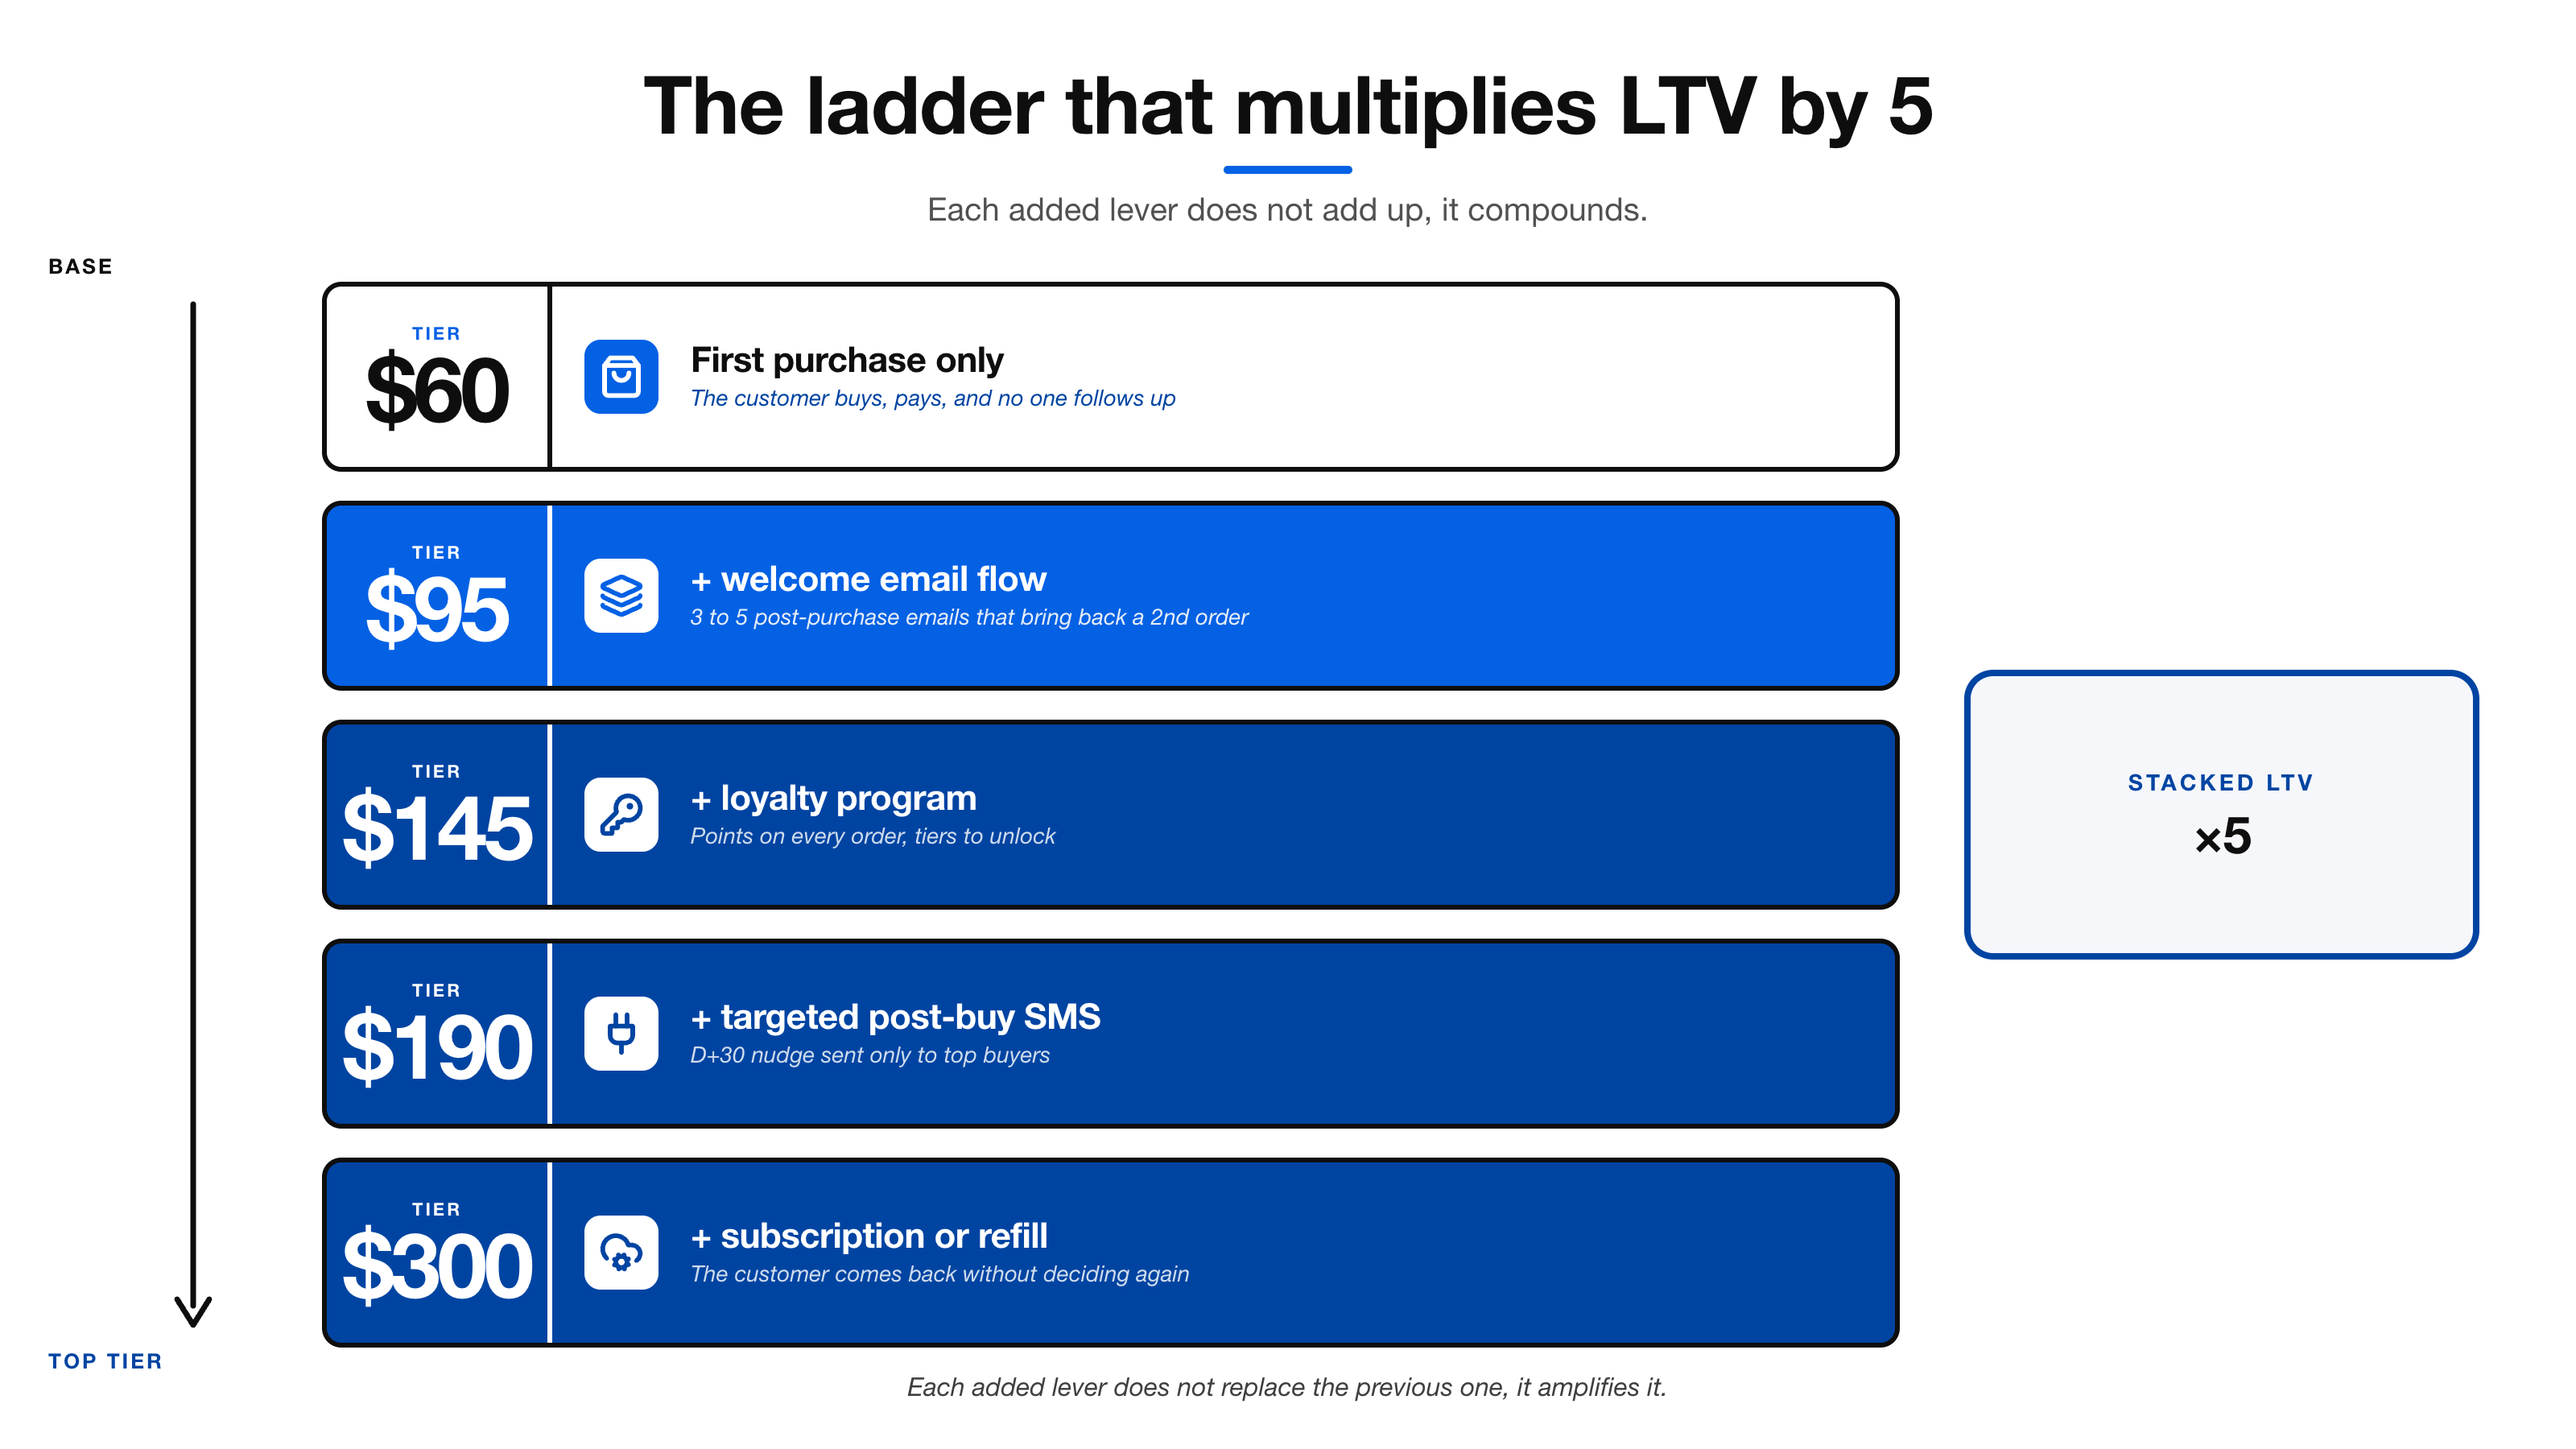 The ladder that multiplies LTV by 5
Each added lever does not add up, it compounds.
BASE
TIER
$60
First purchase only
The customer buys, pays, and no one follows up
TIER
$95
+ welcome email flow
3 to 5 post-purchase emails that bring back a 2nd order
TIER
$145
+ loyalty program
Points on every order, tiers to unlock
STACKED LTV
×5
TIER
$190
+ targeted post-buy SMS
D+30 nudge sent only to top buyers
TIER
$300
+ subscription or refill
The customer comes back without deciding again
TOP TIER
Each added lever does not replace the previous one, it amplifies it.